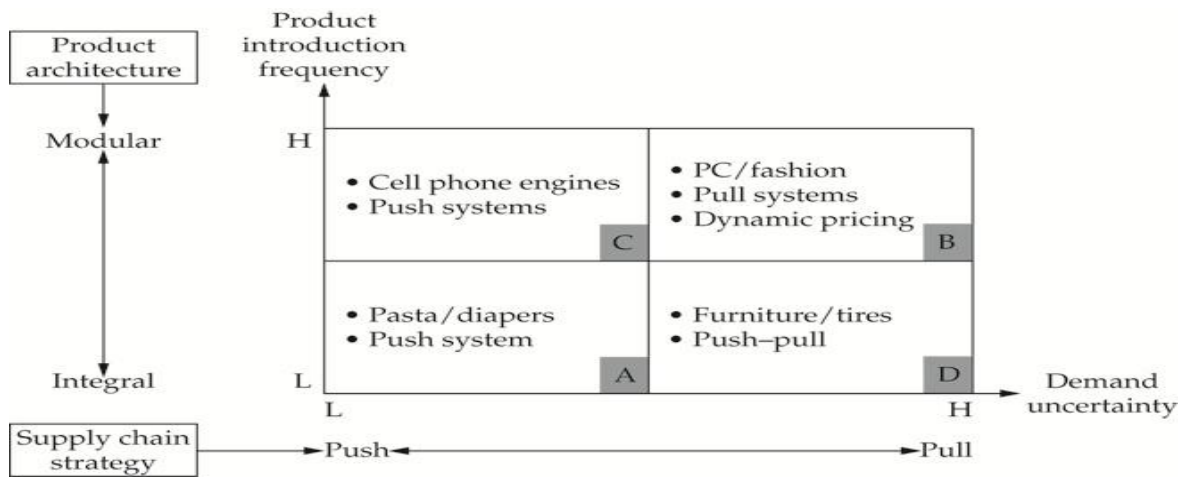 Product
architecture
Product
introduction
frequency
Modular
Integral
H
L
• Cell phone engines
• Push systems
C
• PC/fashion
• Pull systems
• Dynamic pricing
B
• Pasta/diapers
• Push system
A
• Furniture/tires
• Push–pull
D
L
H
Demand
uncertainty
Supply chain
strategy
Push
Pull